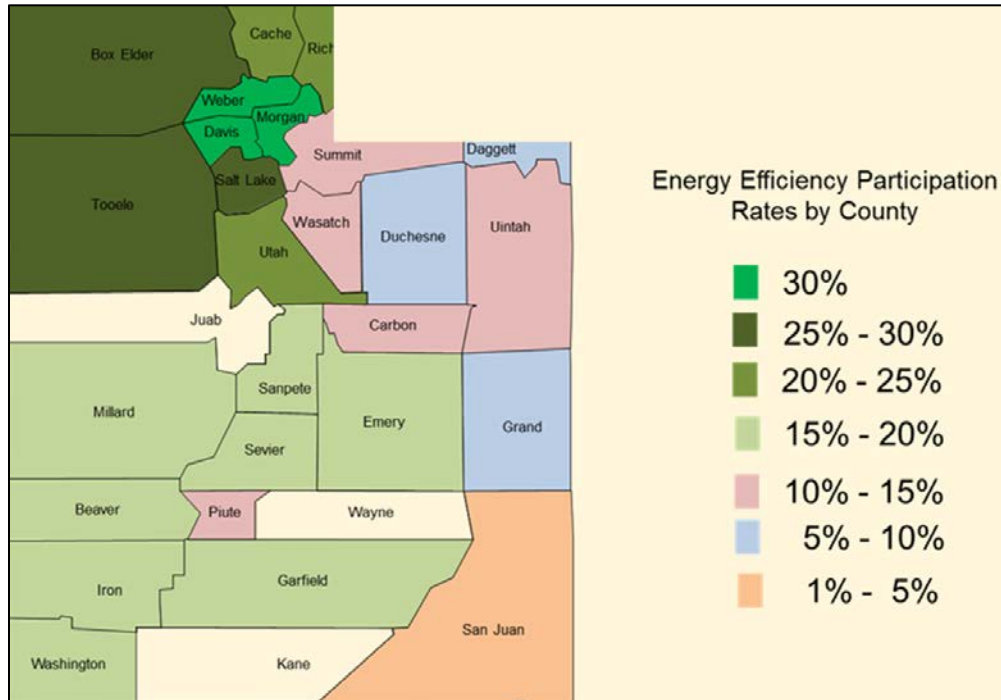 Cache
Box Elder
Rich
Weber
Morgan
Davis
Summit
Daggett
Salt Lake
Tooele
Wasatch
Duchesne
Uintah
Utah
Juab
Carbon
Sanpete
Millard
Emery
Grand
Sevier
Beaver
Piute
Wayne
Iron
Garfield
San Juan
Washington
Kane
Energy Efficiency Participation
Rates by County
30%
25% - 30%
20% - 25%
15% - 20%
10% - 15%
5% - 10%
1% - 5%